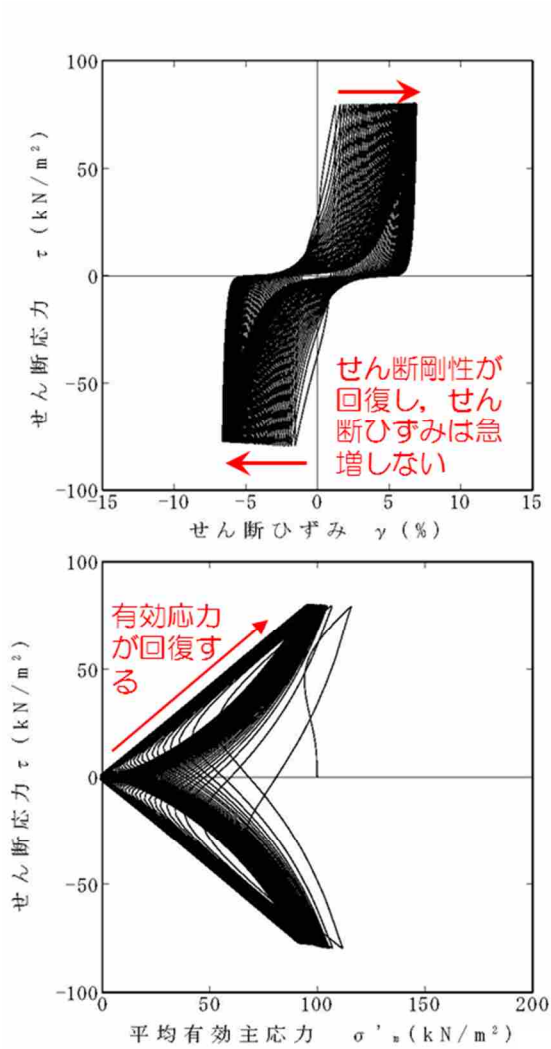 100
50
0
-50
-100
せん断応力 τ (kN/m²)
せん断剛性が
回復し，せん
断ひずみは急
増しない
-15 -10 -5 0 5 10 15
せん断ひずみ γ (%)
100
50
0
-50
-100
せん断応力 τ (kN/m²)
有効応力
が回復す
る
0 50 100 150 200
平均有効主応力 σ'ₘ(kN/m²)